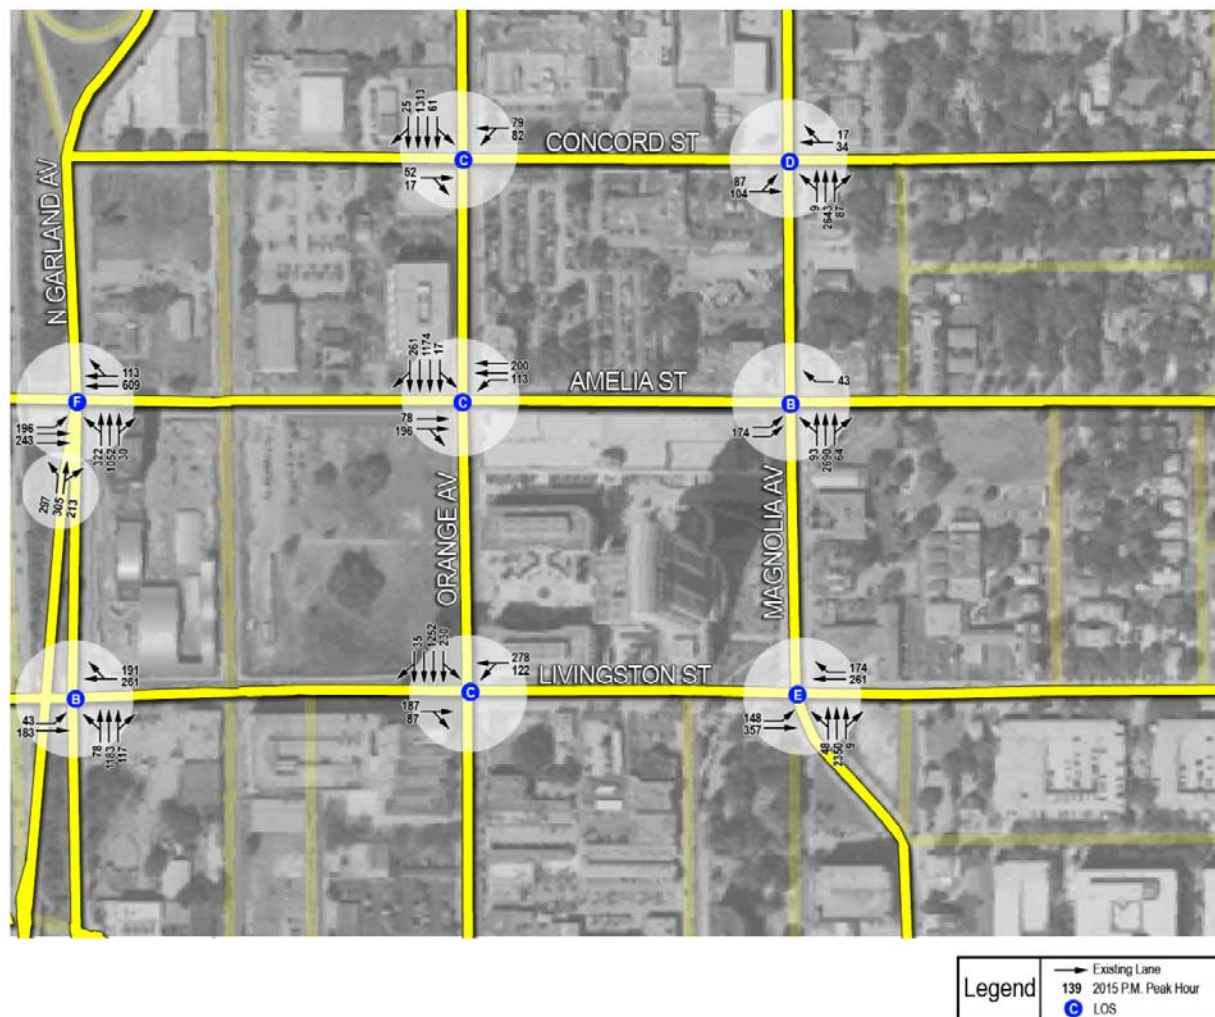 25 1313 61
79
82
CONCORD ST
C
52
17
17
34
D
87
104
9 2643 87
N GARLAND AV
113
609
F
196
243
322 1052 30
297 305 213
261 1174 17
200
113
AMELIA ST
C
78
196
43
B
174
93 2690 64
ORANGE AV
MAGNOLIA AV
191
261
B
43
183
78 1183 117
35 1252 230
278
122
LIVINGSTON ST
C
187
87
174
261
E
148
357
48 2350 9
Legend
Existing Lane
139 2015 P.M. Peak Hour
C LOS